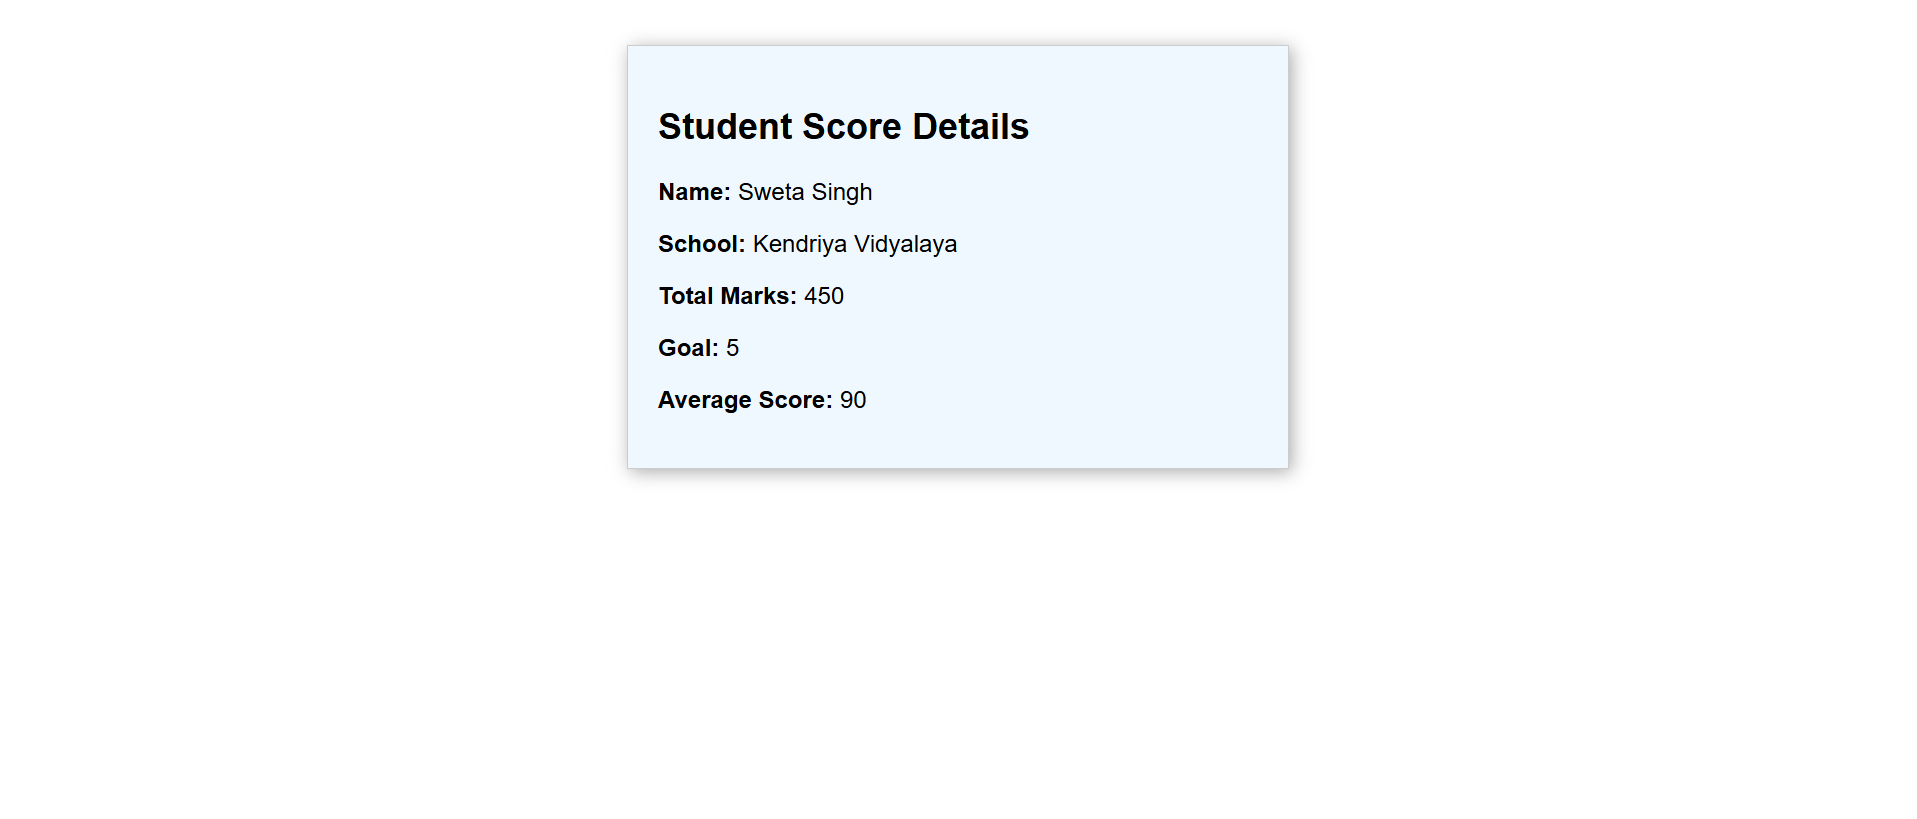 Student Score Details
Name: Sweta Singh
School: Kendriya Vidyalaya
Total Marks: 450
Goal: 5
Average Score: 90